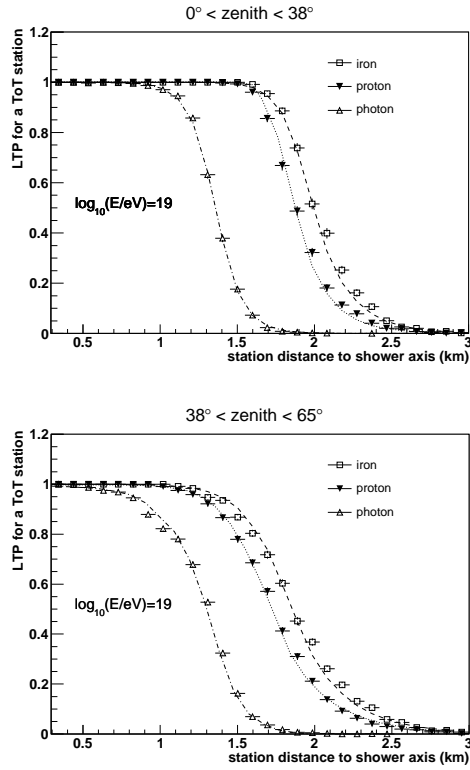 0° < zenith < 38°
LTP for a ToT station
1.2
1
0.8
0.6
0.4
0.2
0
iron
proton
photon
log10(E/eV)=19
0.5 1 1.5 2 2.5 3
station distance to shower axis (km)
38° < zenith < 65°
LTP for a ToT station
1.2
1
0.8
0.6
0.4
0.2
0
iron
proton
photon
log10(E/eV)=19
0.5 1 1.5 2 2.5 3
station distance to shower axis (km)